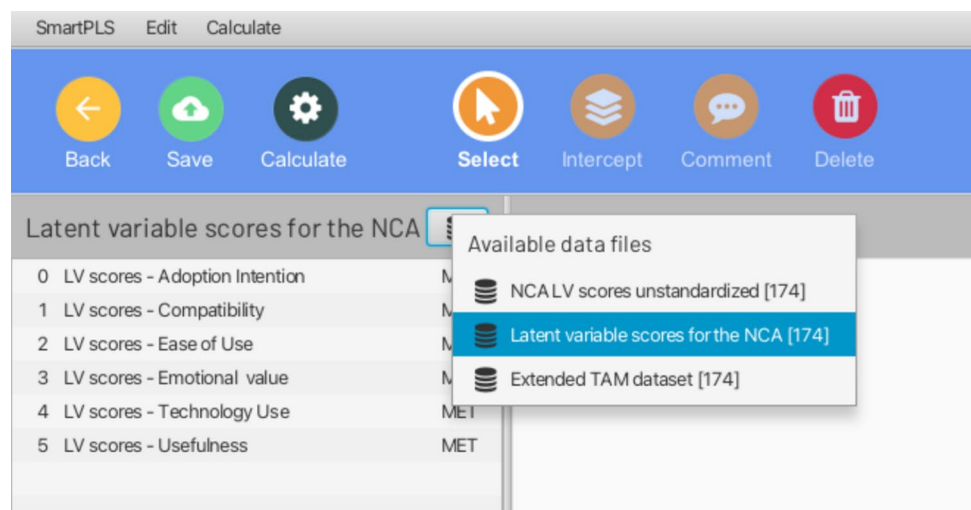 SmartPLS Edit Calculate
Back Save Calculate Select Intercept Comment Delete
Latent variable scores for the NCA
Available data files
NCA LV scores unstandardized [174]
Latent variable scores for the NCA [174]
Extended TAM dataset [174]
0 LV scores - Adoption Intention
1 LV scores - Compatibility
2 LV scores - Ease of Use
3 LV scores - Emotional value
4 LV scores - Technology Use MET
5 LV scores - Usefulness MET